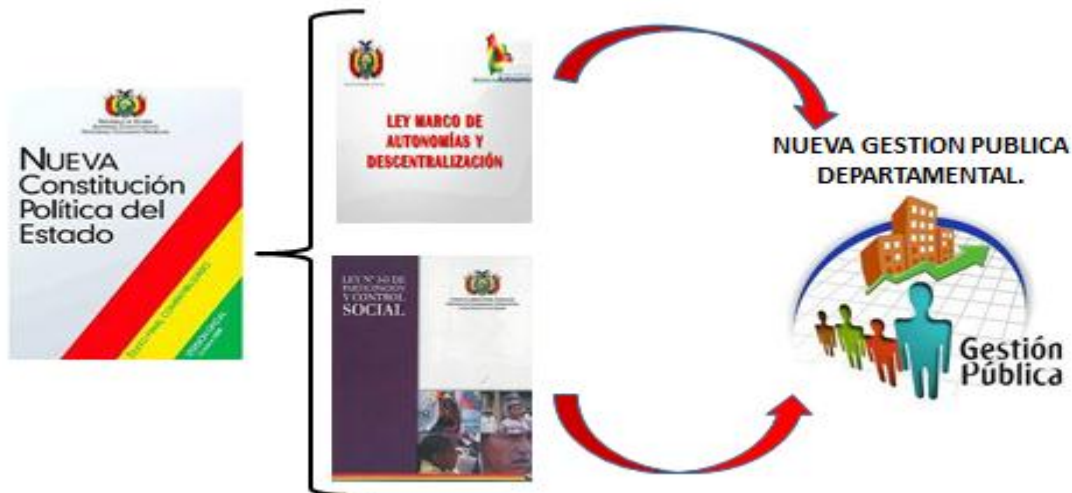 NUEVA
Constitución
Política del
Estado
LEY MARCO DE
AUTONOMÍAS Y
DESCENTRALIZACIÓN
LEY Nº 341 DE
PARTICIPACIÓN
Y CONTROL
SOCIAL
NUEVA GESTION PUBLICA
DEPARTAMENTAL.
Gestión
Pública